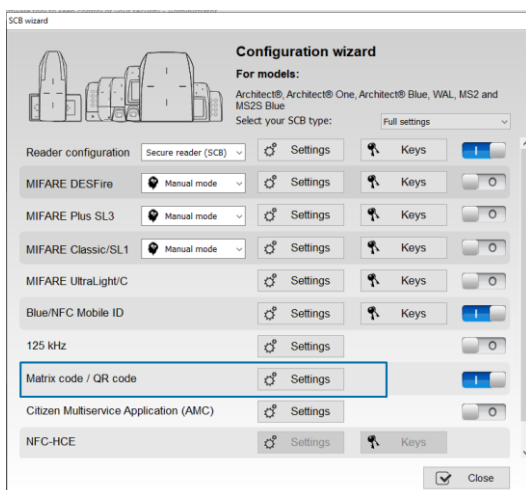 SCB wizard
Configuration wizard
For models:
Architect®, Architect® One, Architect® Blue, WAL, MS2 and
MS2S Blue
Select your SCB type: Full settings
Reader configuration Secure reader (SCB) Settings Keys I
MIFARE DESFire Manual mode Settings Keys O
MIFARE Plus SL3 Manual mode Settings Keys O
MIFARE Classic/SL1 Manual mode Settings Keys O
MIFARE UltraLight/C Settings Keys O
Blue/NFC Mobile ID Settings Keys I
125 kHz Settings O
Matrix code / QR code Settings I
Citizen Multiservice Application (AMC) Settings O
NFC-HCE Settings Keys
Close